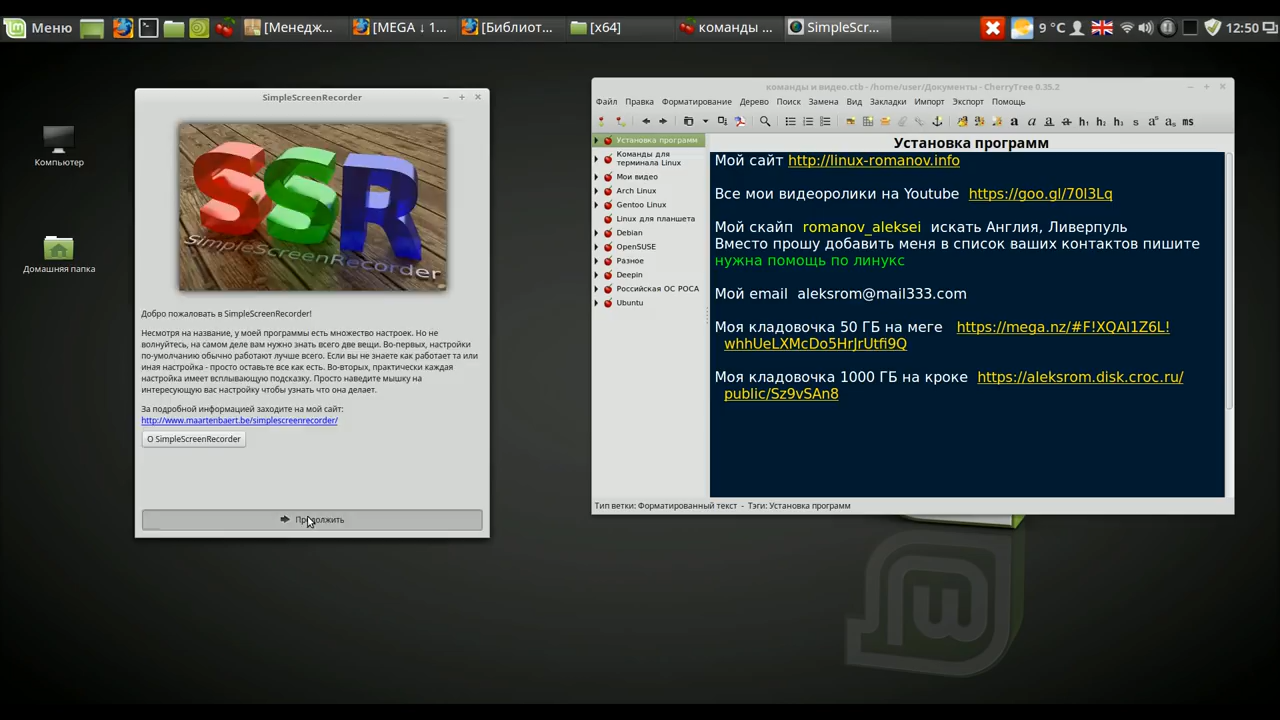 Меню
[Менедж...
[MEGA ↓ 1...
[Библиот...
[x64]
команды ...
SimpleScr...
9 °C
12:50
Компьютер
Домашняя папка
SimpleScreenRecorder
SSR
SimpleScreenRecorder
Добро пожаловать в SimpleScreenRecorder!
Несмотря на название, у моей программы есть множество настроек. Но не
волнуйтесь, на самом деле вам нужно знать всего две вещи. Во-первых, настройки
по-умолчанию обычно работают лучше всего. Если вы не знаете как работает та или
иная настройка - просто оставьте все как есть. Во-вторых, практически каждая
настройка имеет всплывающую подсказку. Просто наведите мышку на
интересующую вас настройку чтобы узнать что она делает.
За подробной информацией заходите на мой сайт:
http://www.maartenbaert.be/simplescreenrecorder/
О SimpleScreenRecorder
Продолжить
команды и видео.ctb - /home/user/Документы - CherryTree 0.35.2
Файл Правка Форматирование Дерево Поиск Замена Вид Закладки Импорт Экспорт Помощь
a a a a h₁ h₂ h₃ s aˢ aₛ ms
Установка программ
Команды для
терминала Linux
Мои видео
Arch Linux
Gentoo Linux
Linux для планшета
Debian
OpenSUSE
Разное
Deepin
Российская ОС РОСА
Ubuntu
Установка программ
Мой сайт http://linux-romanov.info
Все мои видеоролики на Youtube https://goo.gl/70l3Lq
Мой скайп romanov_aleksei искать Англия, Ливерпуль
Вместо прошу добавить меня в список ваших контактов пишите
нужна помощь по линукс
Мой email aleksrom@mail333.com
Моя кладовочка 50 ГБ на меге https://mega.nz/#F!XQAI1Z6L!
whhUeLXMcDo5HrJrUtfi9Q
Моя кладовочка 1000 ГБ на кроке https://aleksrom.disk.croc.ru/
public/Sz9vSAn8
Тип ветки: Форматированный текст - Тэги: Установка программ